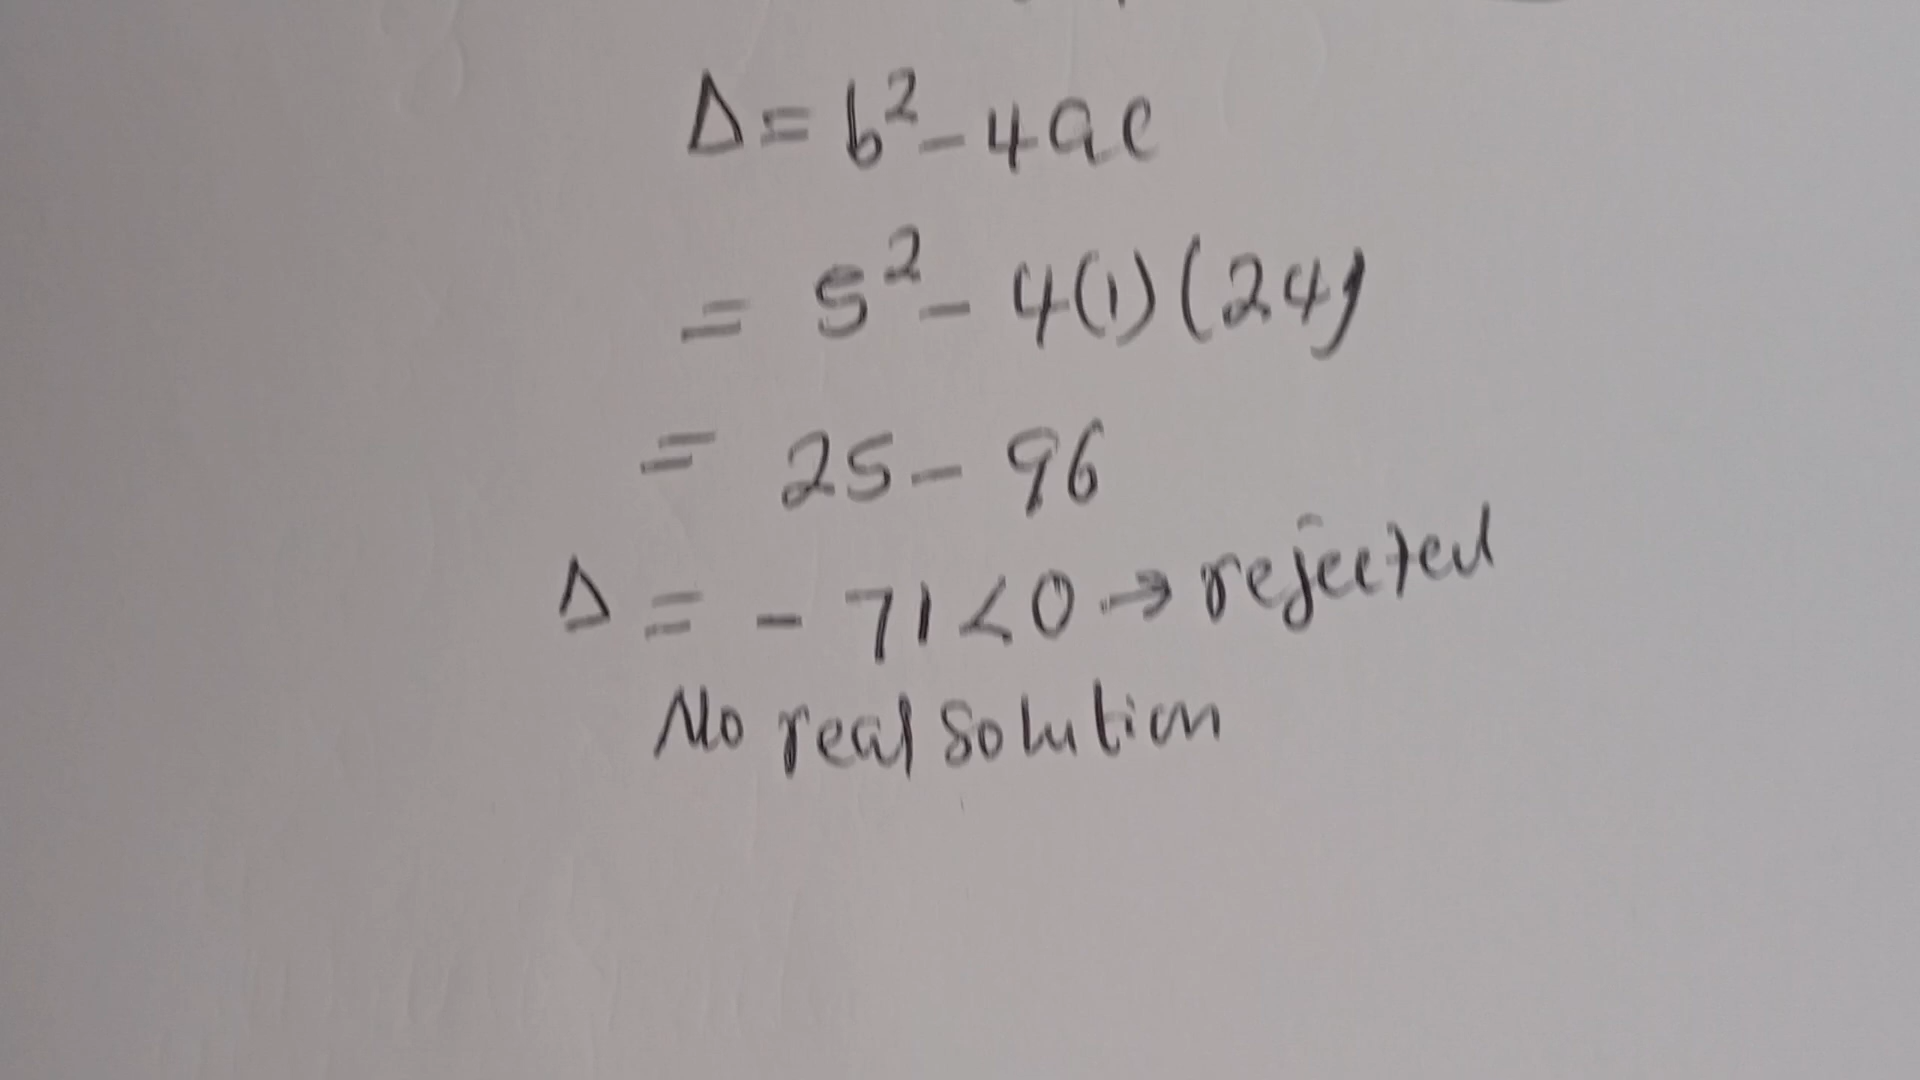 Δ = b² - 4ac
= 5² - 4(1)(24)
= 25 - 96
Δ = - 71 < 0 → rejected
No real solution